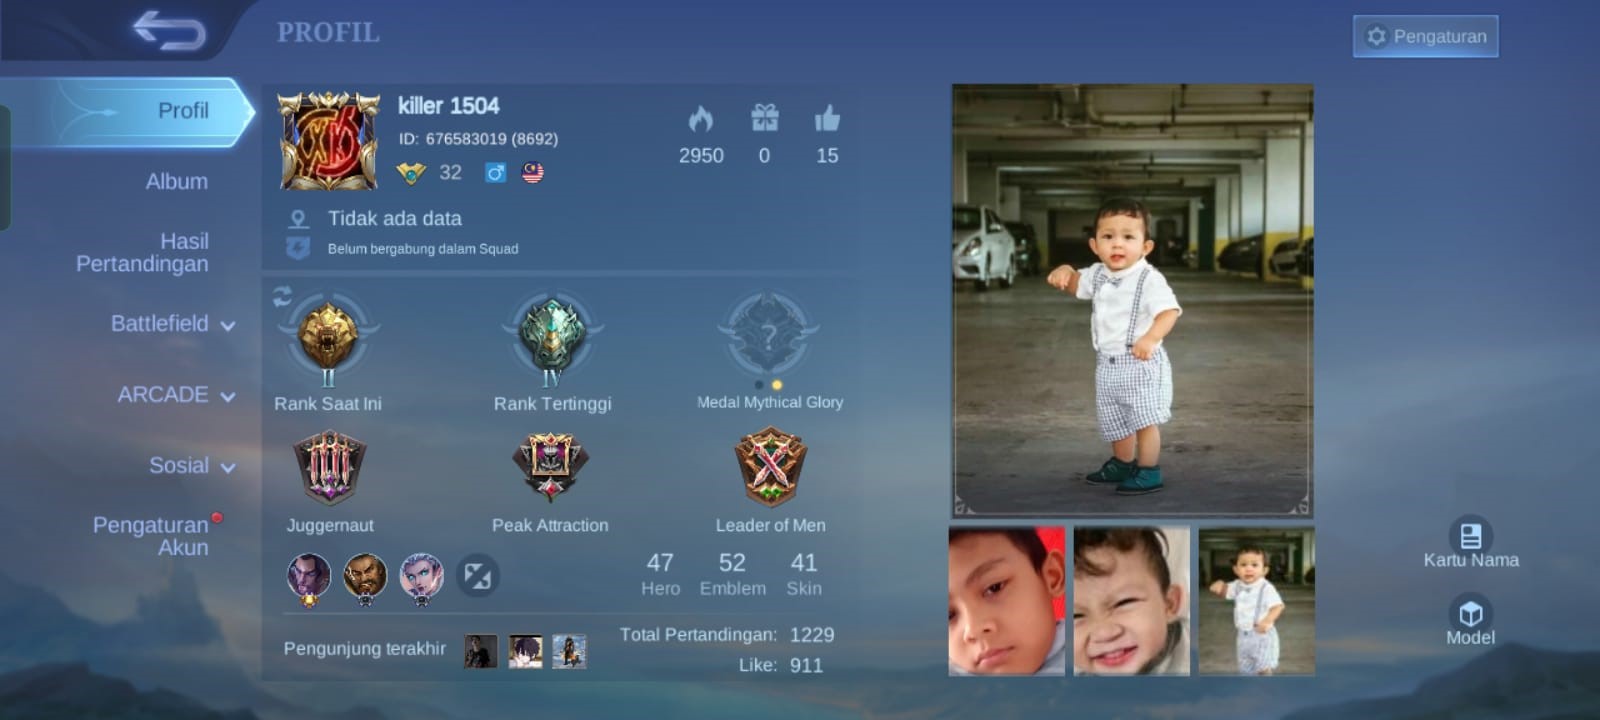 PROFIL
Pengaturan
Profil
Album
Hasil
Pertandingan
Battlefield
ARCADE
Sosial
Pengaturan
Akun
killer 1504
ID: 676583019 (8692)
32
2950
0
15
Tidak ada data
Belum bergabung dalam Squad
II
Rank Saat Ini
IV
Rank Tertinggi
?
Medal Mythical Glory
Juggernaut
Peak Attraction
Leader of Men
47
Hero
52
Emblem
41
Skin
Pengunjung terakhir
Total Pertandingan: 1229
Like: 911
Kartu Nama
Model